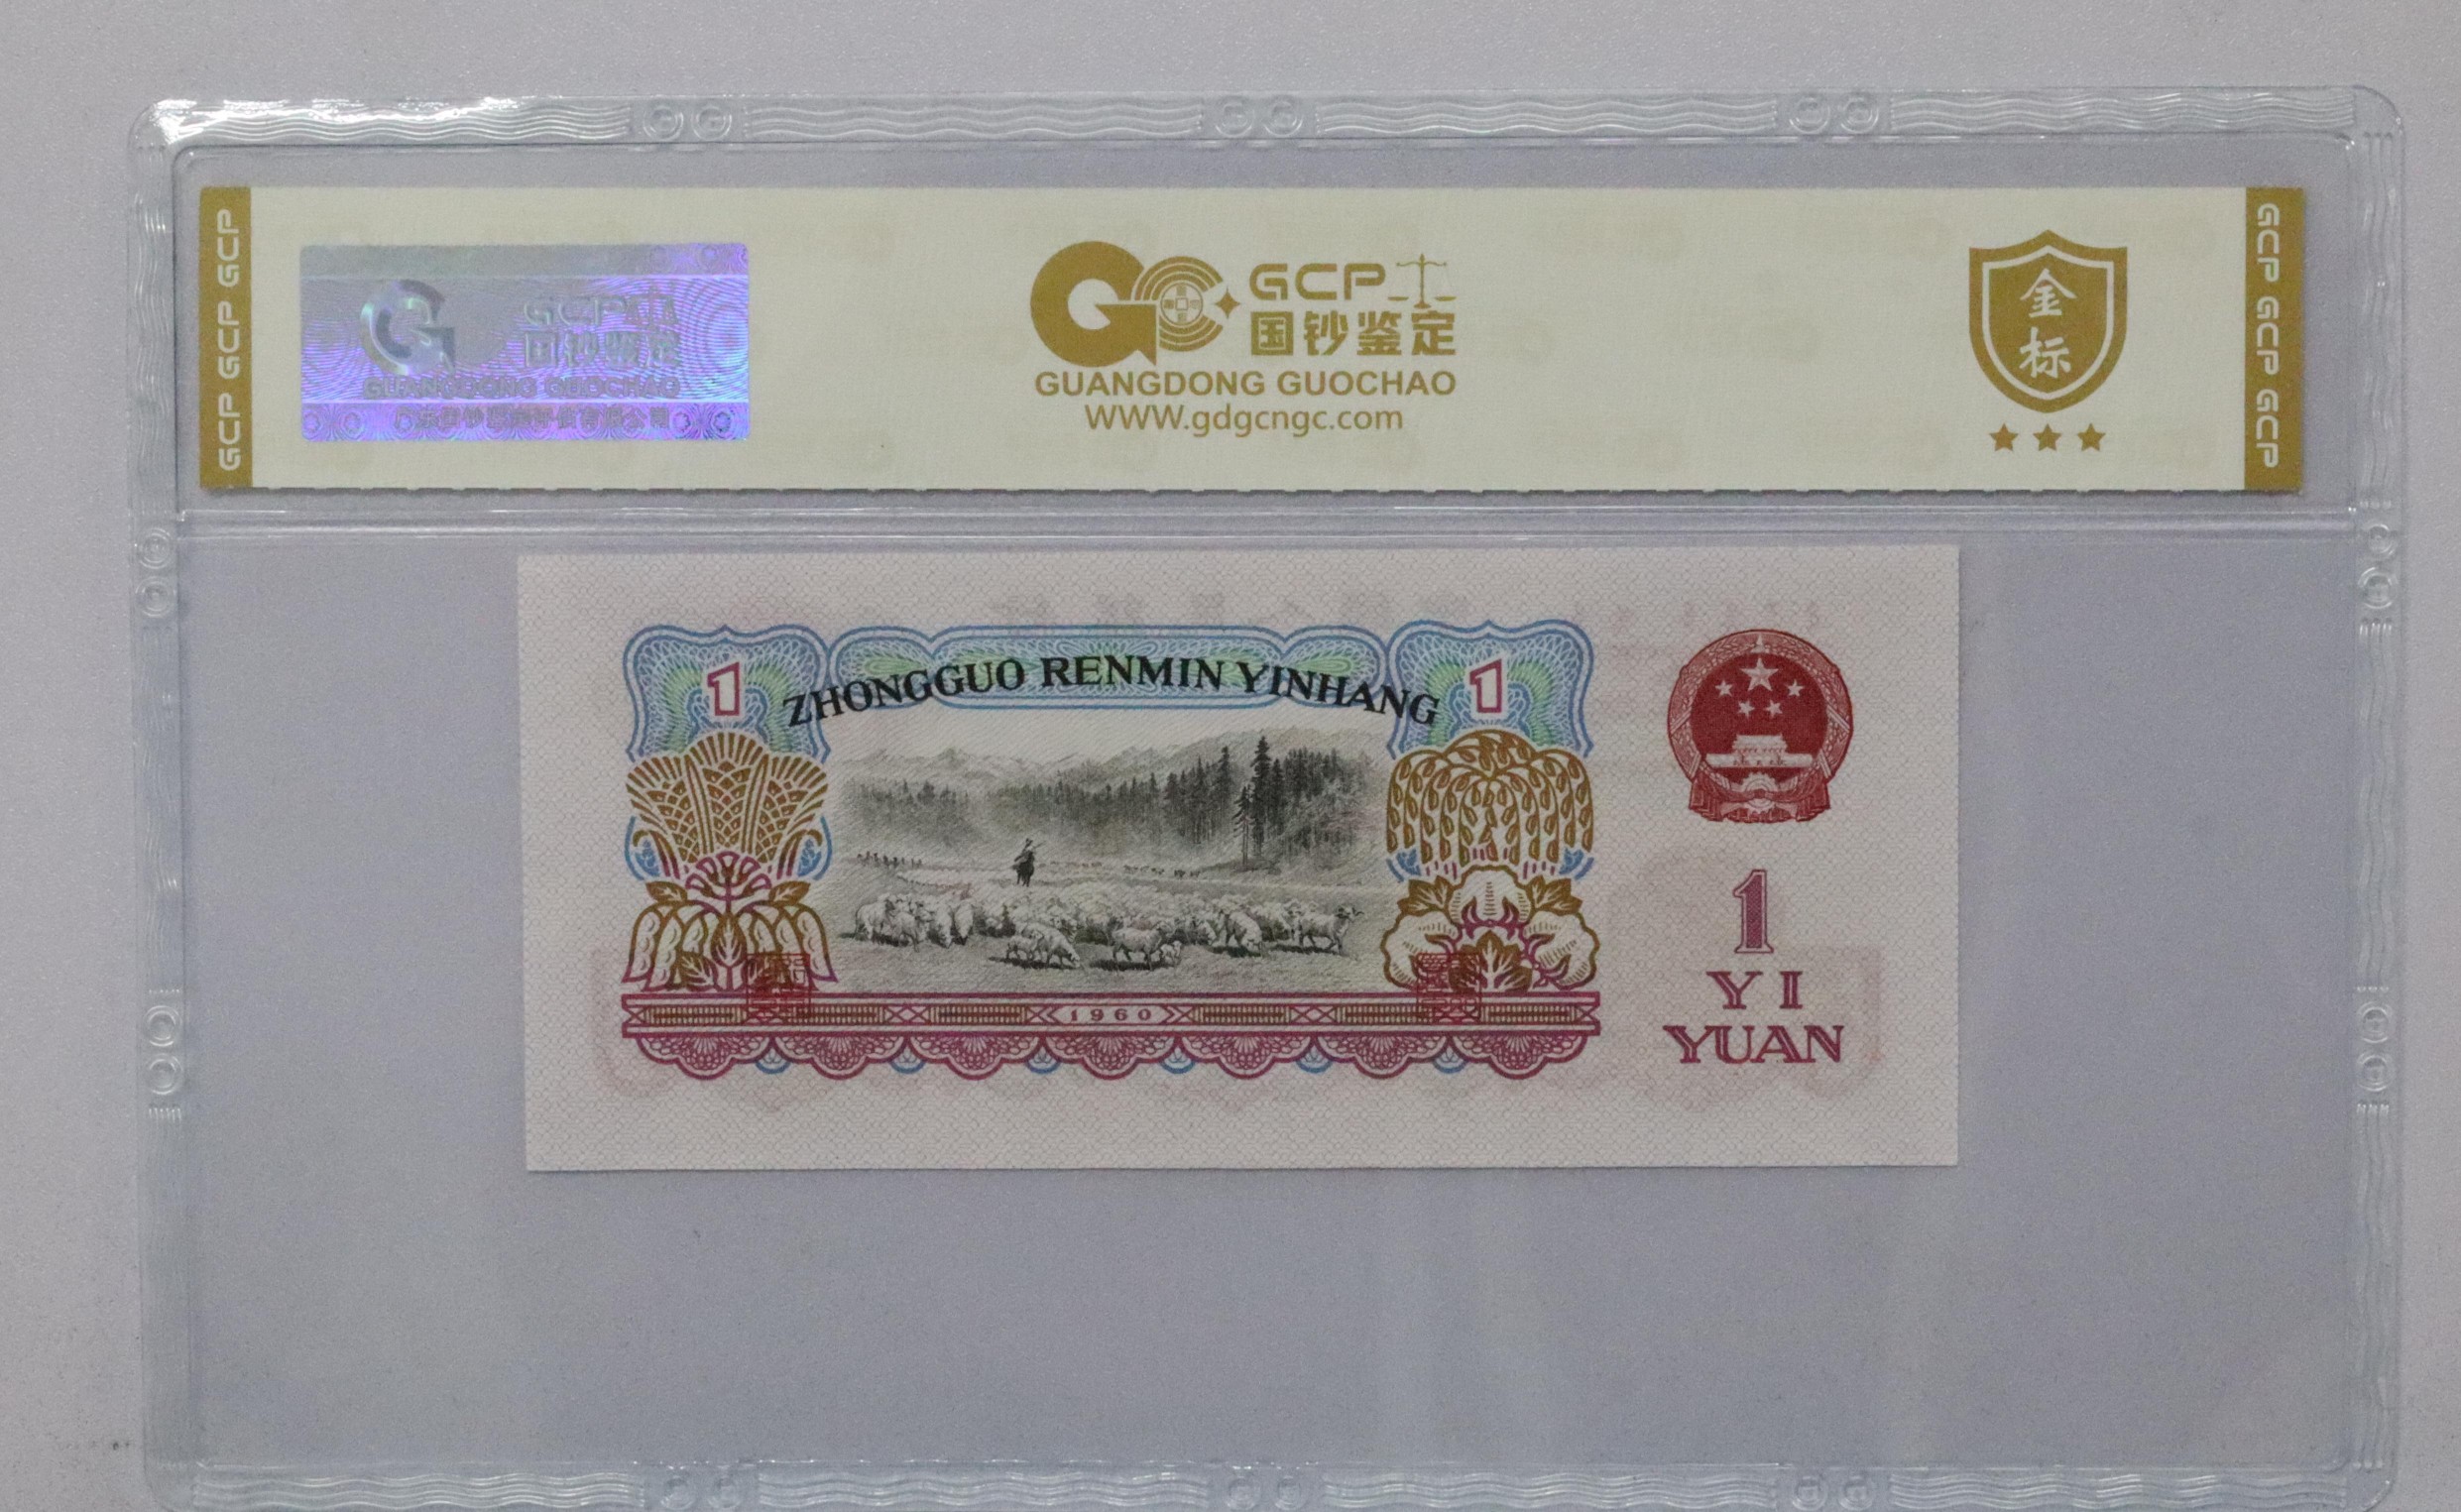 GCP GCP GCP
GCP
国钞鉴定
GUANGDONG GUOCHAO
GCP
国钞鉴定
GUANGDONG GUOCHAO
WWW.gdgcngc.com
金
标
GCP GCP GCP
1
ZHONGGUO RENMIN YINHANG
1
1960
1
YI
YUAN